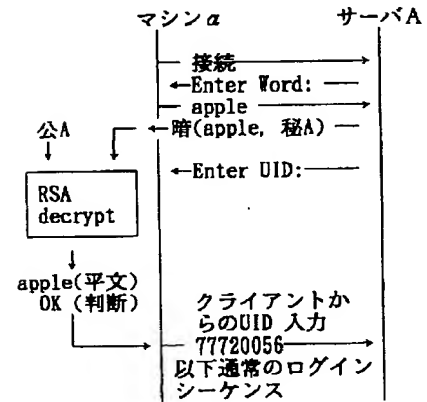 マシンα
サーバA
接続
Enter Word:
apple
暗(apple, 秘A)
公A
Enter UID:
RSA
decrypt
apple(平文)
OK (判断)
クライアントか
らのUID 入力
77720056
以下通常のログイン
シーケンス